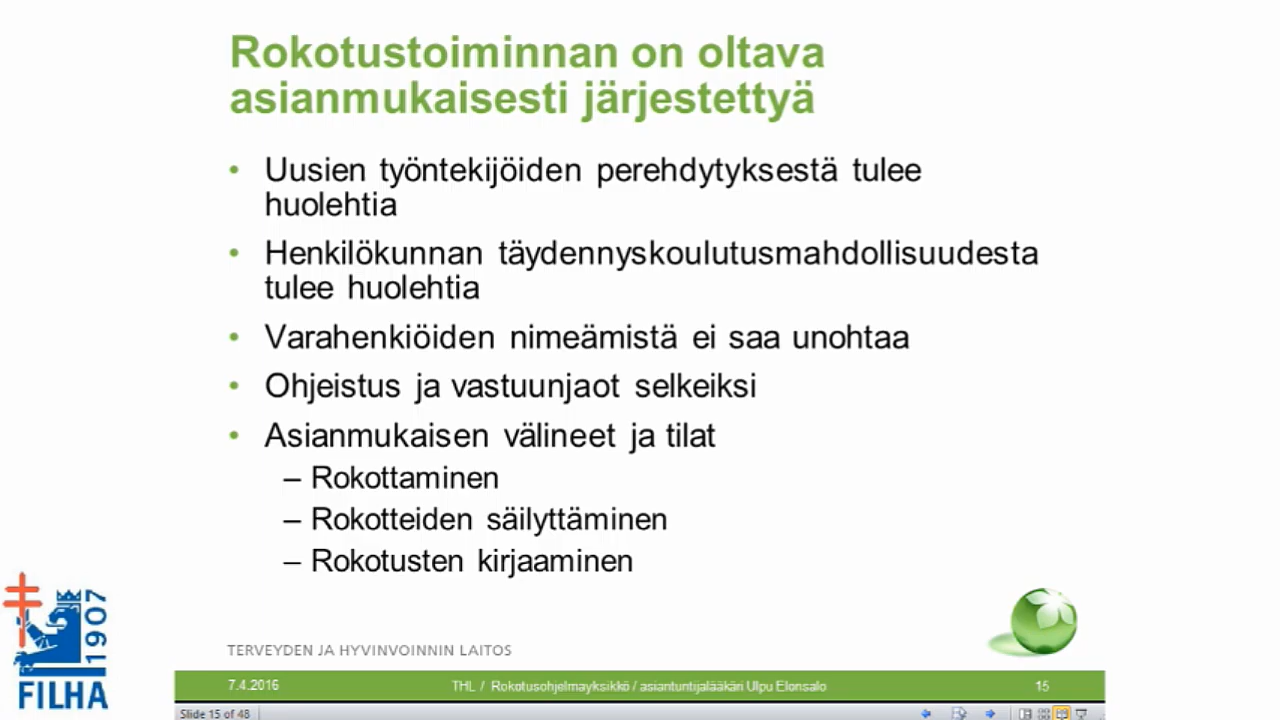 Rokotustoiminnan on oltava
asianmukaisesti järjestettyä
• Uusien työntekijöiden perehdytyksestä tulee
huolehtia
• Henkilökunnan täydennyskoulutusmahdollisuudesta
tulee huolehtia
• Varahenkiöiden nimeämistä ei saa unohtaa
• Ohjeistus ja vastuunjaot selkeiksi
• Asianmukaisen välineet ja tilat
– Rokottaminen
– Rokotteiden säilyttäminen
– Rokotusten kirjaaminen
1907
FILHA
TERVEYDEN JA HYVINVOINNIN LAITOS
7.4.2016 THL / Rokotusohjelmayksikkö / asiantuntijalääkäri Ulpu Elonsalo 15
Slide 15 of 48